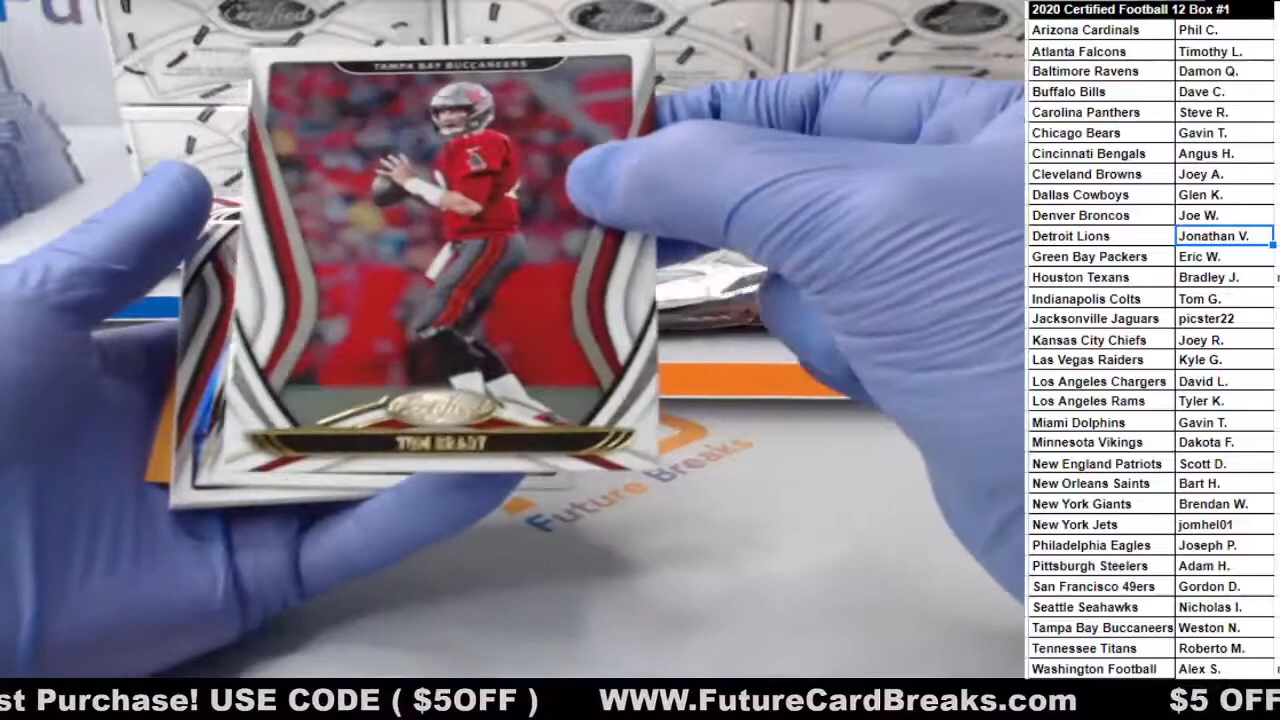 Certified Certified Certified
TAMPA BAY BUCCANEERS
Certified
TOM BRADY
Future Breaks
2020 Certified Football 12 Box #1
Arizona Cardinals Phil C.
Atlanta Falcons Timothy L.
Baltimore Ravens Damon Q.
Buffalo Bills Dave C.
Carolina Panthers Steve R.
Chicago Bears Gavin T.
Cincinnati Bengals Angus H.
Cleveland Browns Joey A.
Dallas Cowboys Glen K.
Denver Broncos Joe W.
Detroit Lions Jonathan V.
Green Bay Packers Eric W.
Houston Texans Bradley J.
Indianapolis Colts Tom G.
Jacksonville Jaguars picster22
Kansas City Chiefs Joey R.
Las Vegas Raiders Kyle G.
Los Angeles Chargers David L.
Los Angeles Rams Tyler K.
Miami Dolphins Gavin T.
Minnesota Vikings Dakota F.
New England Patriots Scott D.
New Orleans Saints Bart H.
New York Giants Brendan W.
New York Jets jomhel01
Philadelphia Eagles Joseph P.
Pittsburgh Steelers Adam H.
San Francisco 49ers Gordon D.
Seattle Seahawks Nicholas I.
Tampa Bay Buccaneers Weston N.
Tennessee Titans Roberto M.
Washington Football Alex S.
st Purchase! USE CODE ( $5OFF ) WWW.FutureCardBreaks.com $5 OFF